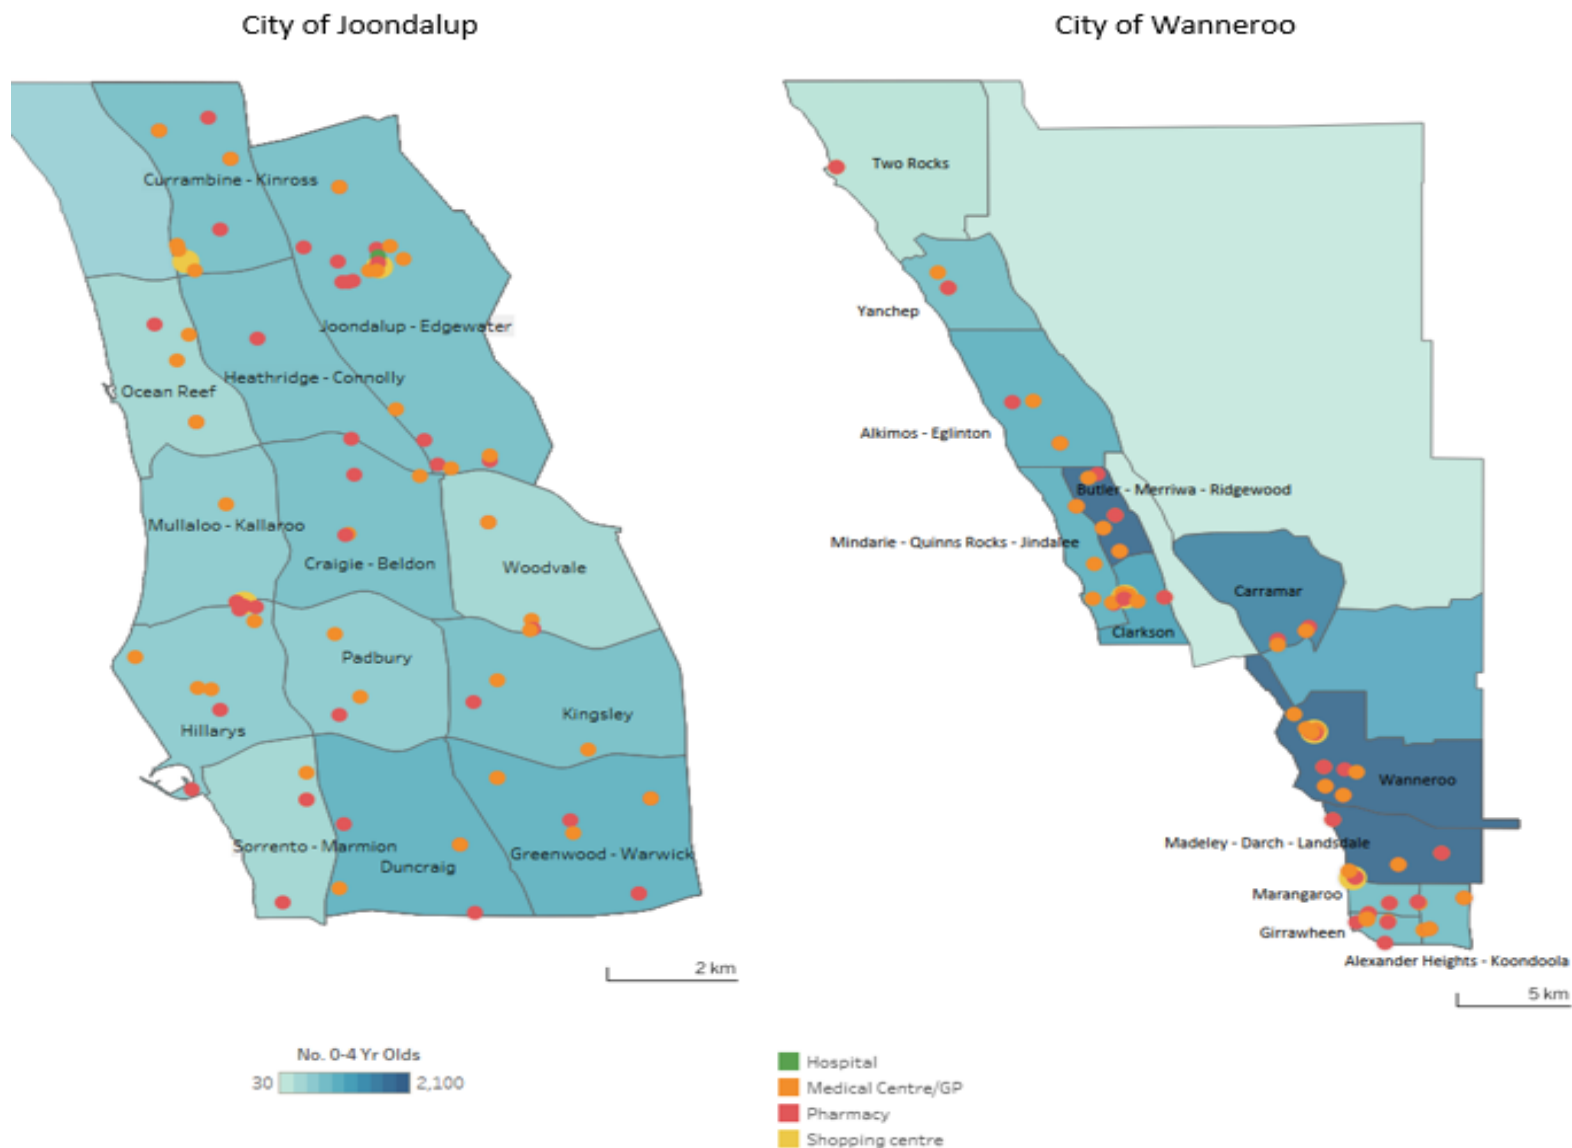 City of Joondalup
City of Wanneroo
Currambine - Kinross
Joondalup - Edgewater
Ocean Reef
Heathridge - Connolly
Mullaloo - Kallaroo
Craigie - Beldon
Woodvale
Padbury
Hillarys
Kingsley
Sorrento - Marmion
Duncraig
Greenwood - Warwick
2 km
Two Rocks
Yanchep
Alkimos - Eglinton
Butler - Merriwa - Ridgewood
Mindarie - Quinns Rocks - Jindalee
Carramar
Clarkson
Wanneroo
Madeley - Darch - Landsdale
Marangaroo
Girrawheen
Alexander Heights - Koondoola
5 km
No. 0-4 Yr Olds
30 2,100
Hospital
Medical Centre/GP
Pharmacy
Shopping centre